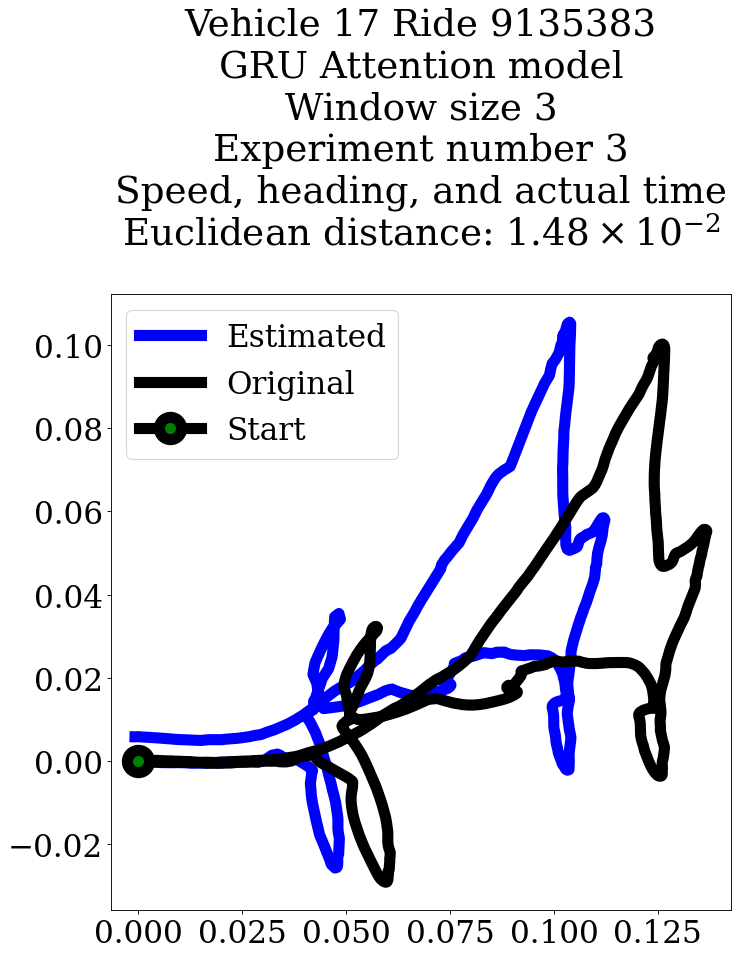 Vehicle 17 Ride 9135383
GRU Attention model
Window size 3
Experiment number 3
Speed, heading, and actual time
Euclidean distance: 1.48 × 10⁻²
Estimated
Original
Start
0.10
0.08
0.06
0.04
0.02
0.00
−0.02
0.000 0.025 0.050 0.075 0.100 0.125